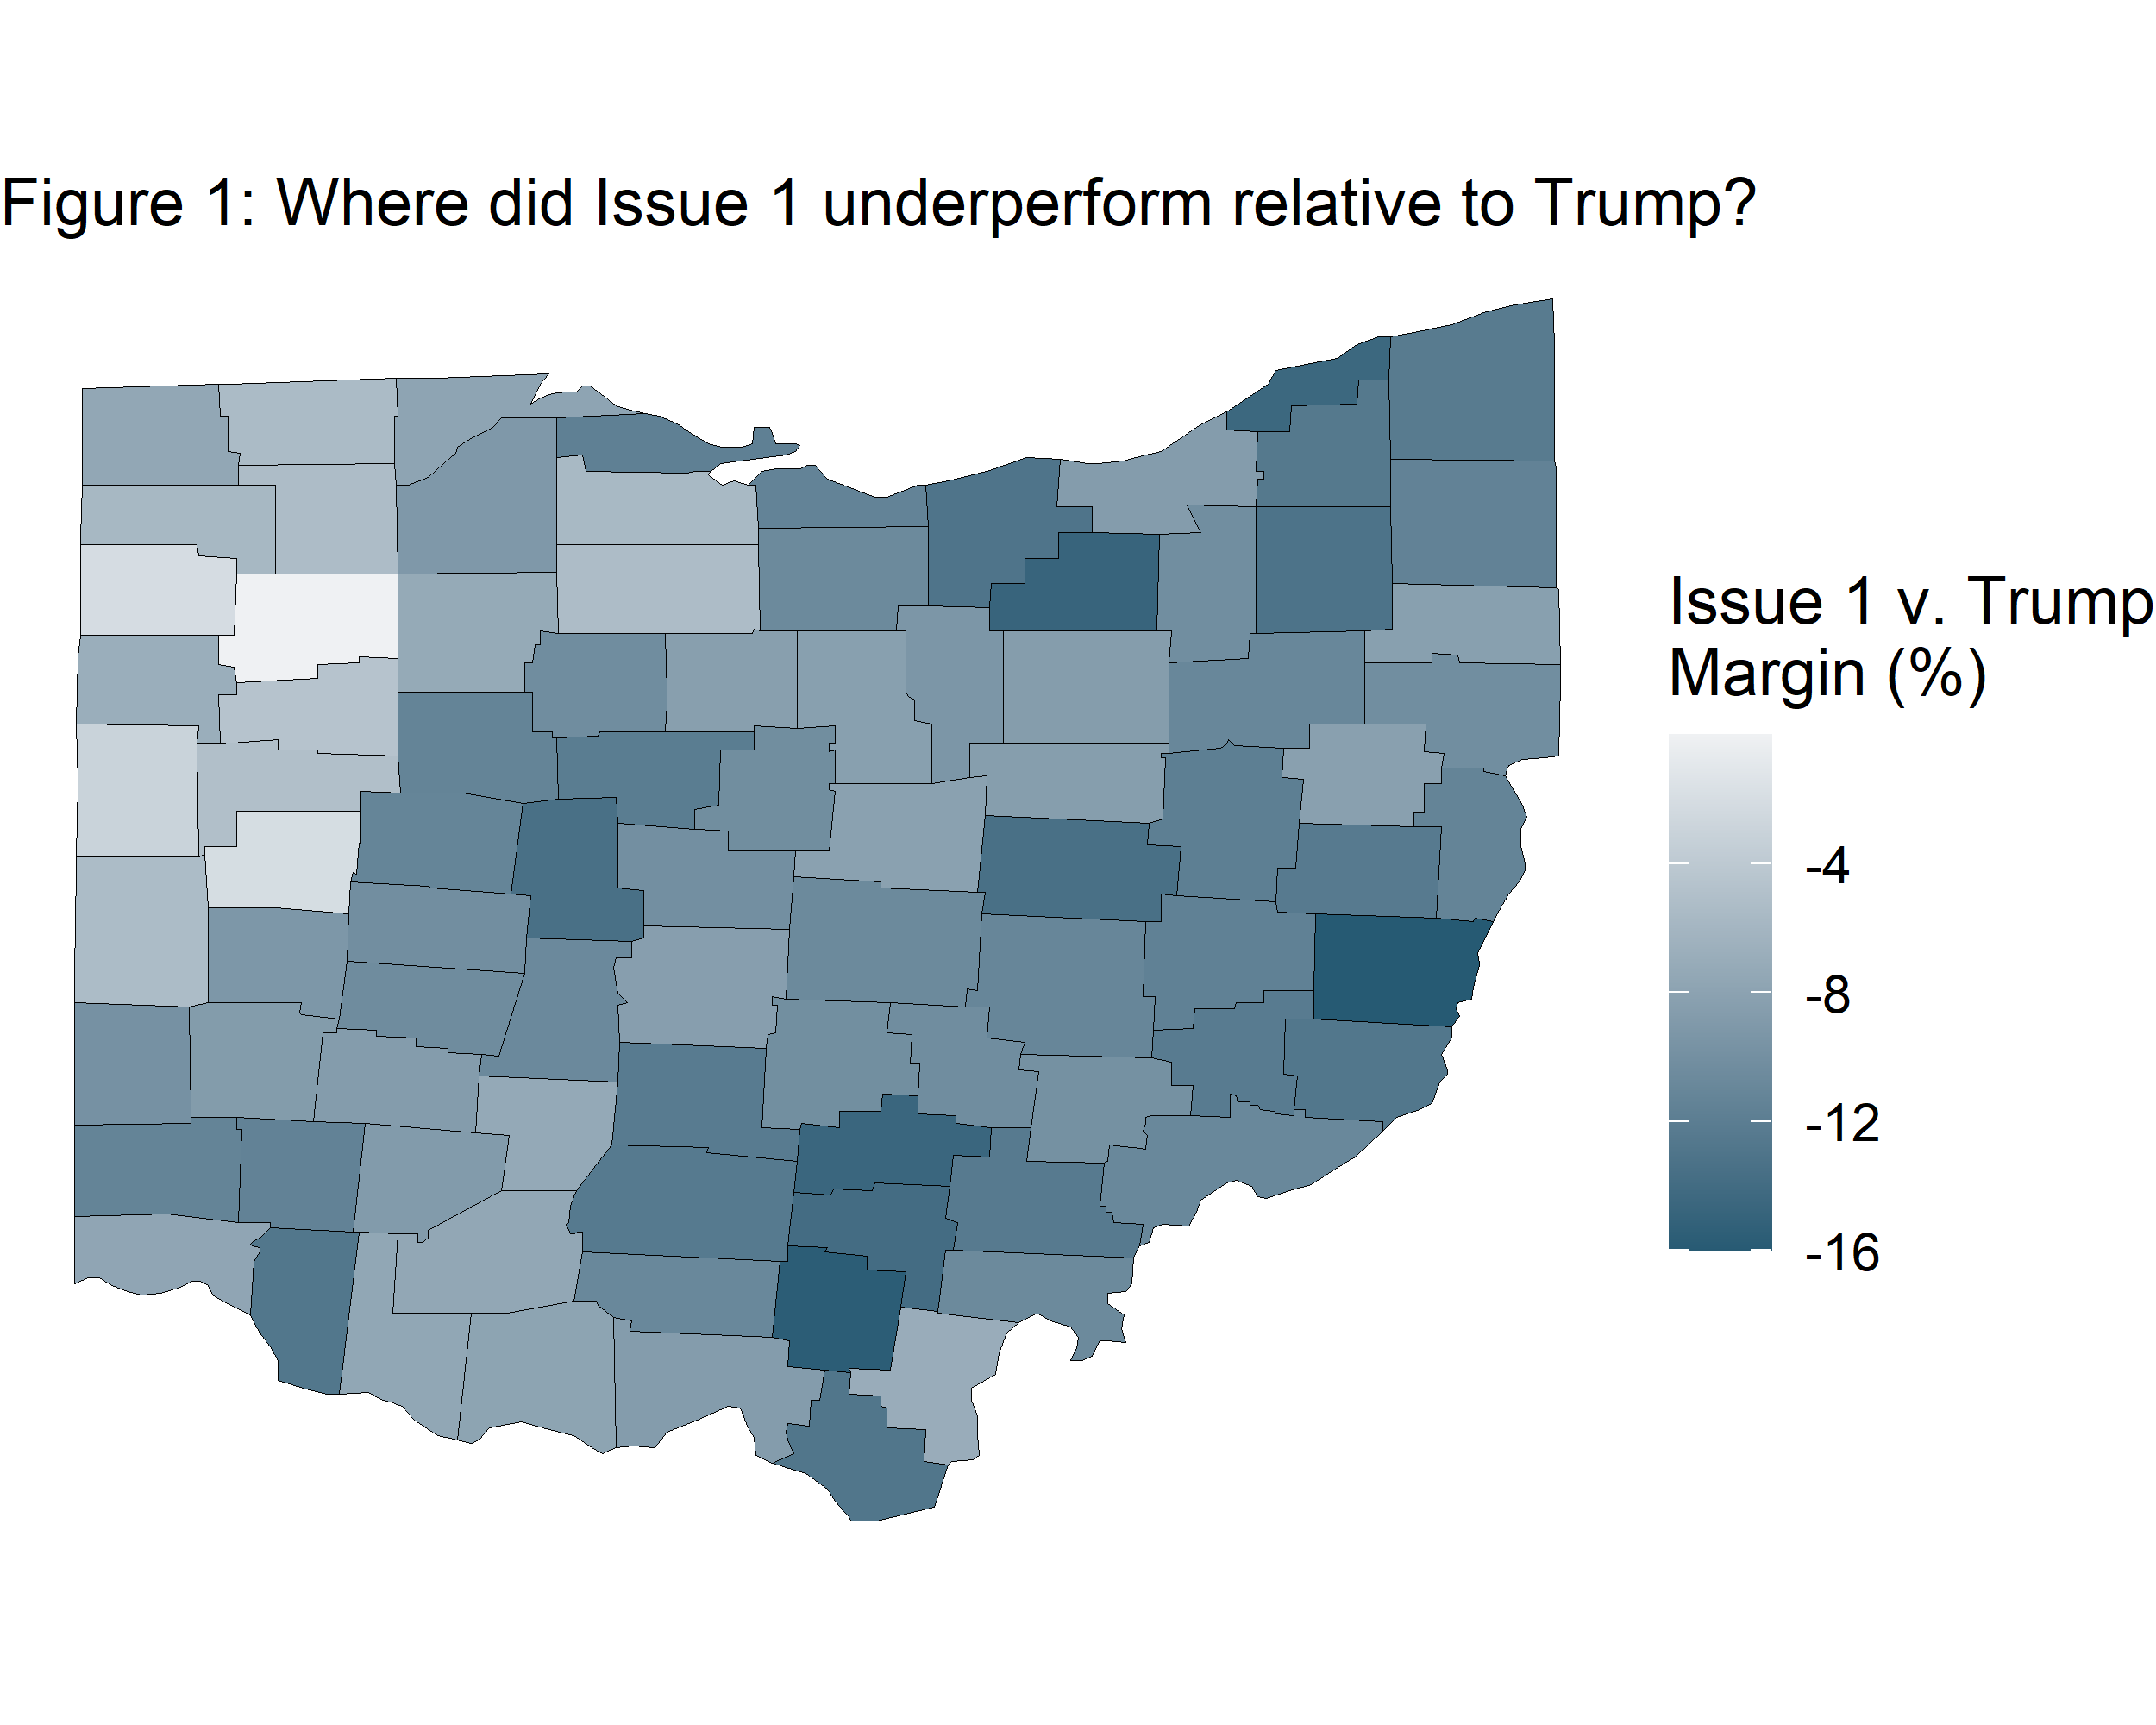 Figure 1: Where did Issue 1 underperform relative to Trump?
Issue 1 v. Trump
Margin (%)
-4
-8
-12
-16